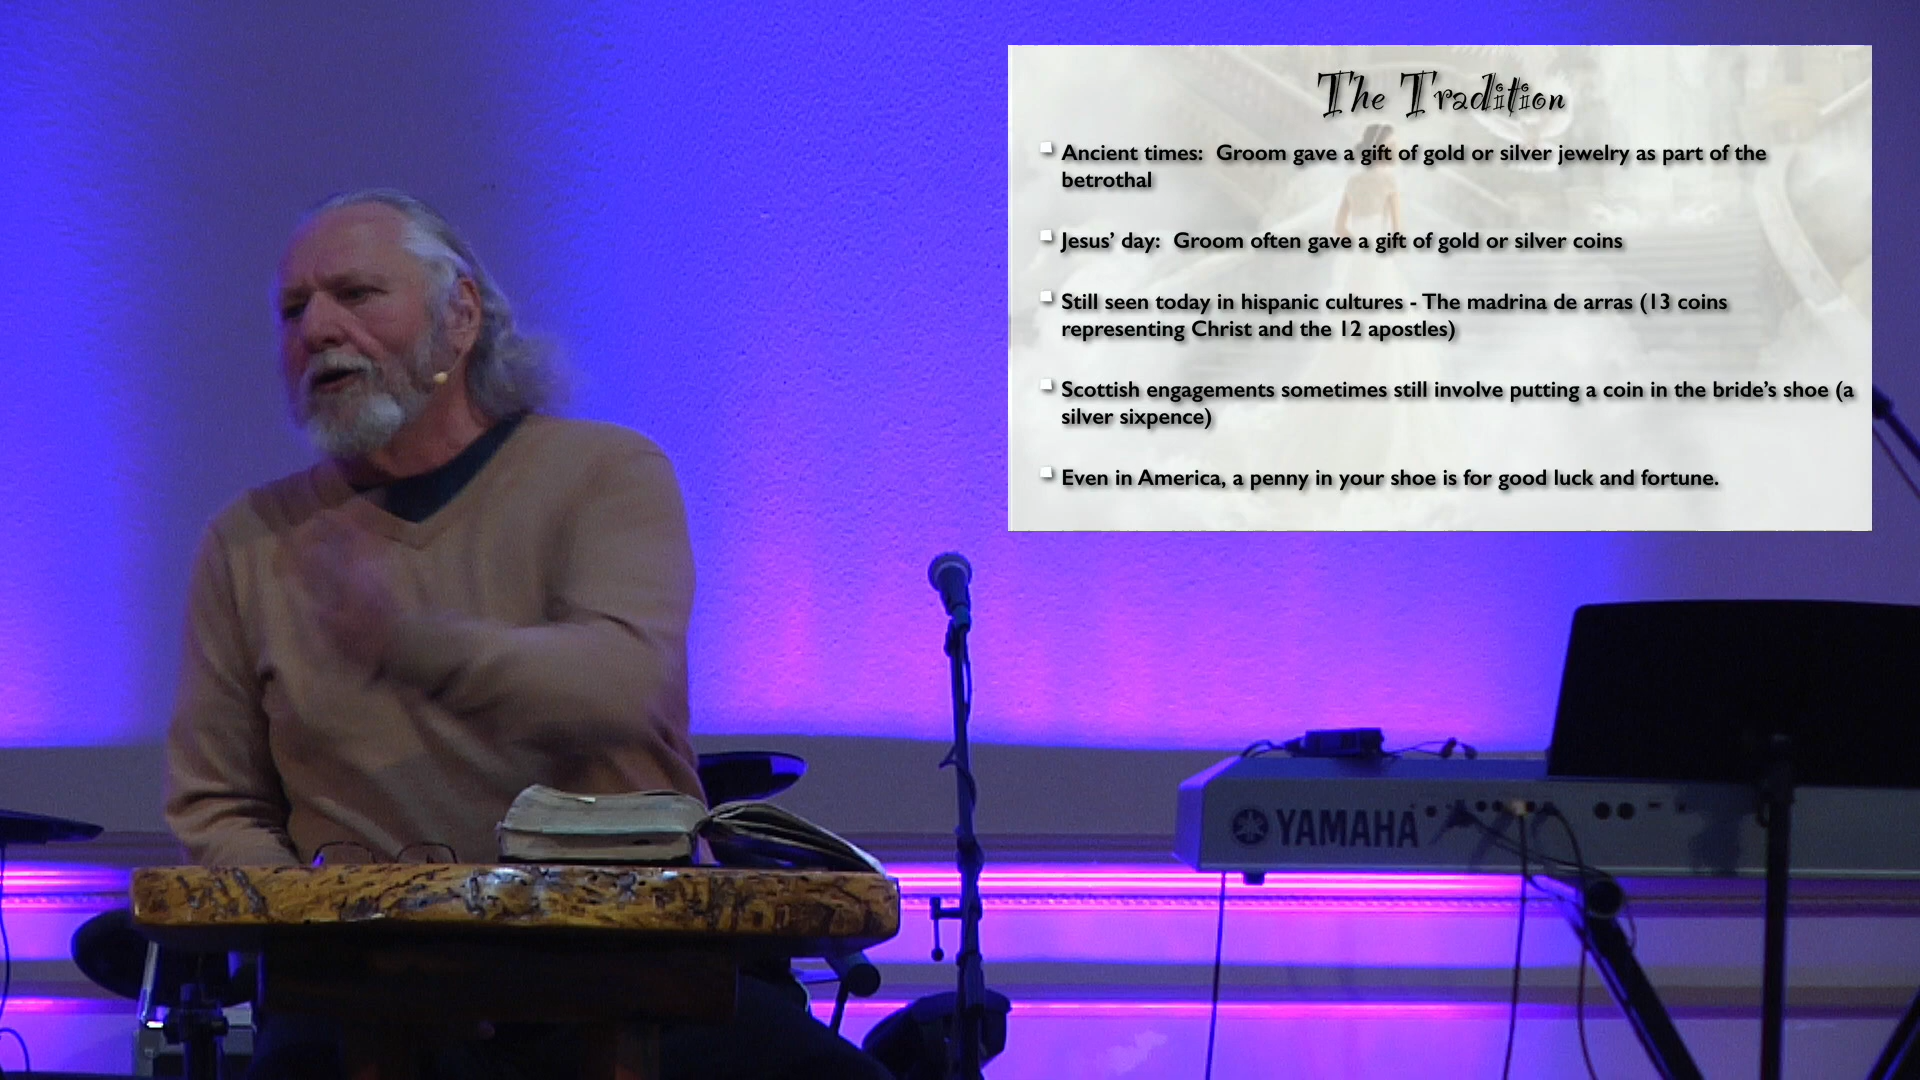 The Tradition
Ancient times: Groom gave a gift of gold or silver jewelry as part of the
betrothal
Jesus' day: Groom often gave a gift of gold or silver coins
Still seen today in hispanic cultures - The madrina de arras (13 coins
representing Christ and the 12 apostles)
Scottish engagements sometimes still involve putting a coin in the bride's shoe (a
silver sixpence)
Even in America, a penny in your shoe is for good luck and fortune.
YAMAHA